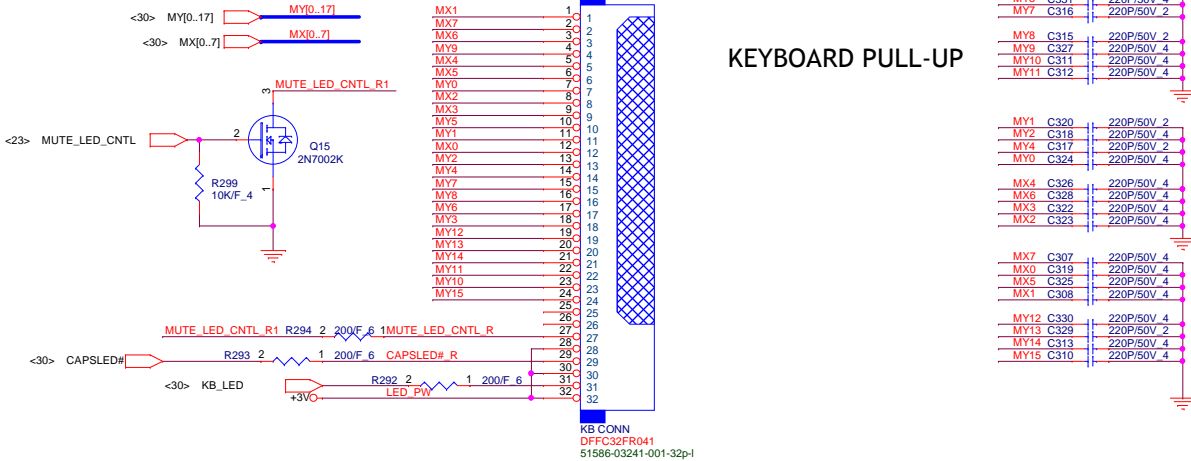 <30> MY[0..17] MY[0..17]
<30> MX[0..7] MX[0..7]
MUTE_LED_CNTL_R1
3
<23> MUTE_LED_CNTL
2
Q15
2N7002K
1
R299
10K/F_4
MX1 1 1
MX7 2 2
MX6 3 3
MY9 4 4
MX4 5 5
MX5 6 6
MY0 7 7
MX2 8 8
MX3 9 9
MY5 10 10
MY1 11 11
MX0 12 12
MY2 13 13
MY4 14 14
MY7 15 15
MY8 16 16
MY6 17 17
MY3 18 18
MY12 19 19
MY13 20 20
MY14 21 21
MY11 22 22
MY10 23 23
MY15 24 24
25 25
26 26
MUTE_LED_CNTL_R1 R294 2 200/F_6 1 MUTE_LED_CNTL_R 27 27
28 28
<30> CAPSLED# R293 2 1 200/F_6 CAPSLED#_R 29 29
30 30
<30> KB_LED R292 2 1 200/F_6 31 31
+3VO LED_PW 32 32
KB CONN
DFFC32FR041
51586-03241-001-32p-l
KEYBOARD PULL-UP
MY7 C316 220P/50V_2
MY8 C315 220P/50V_2
MY9 C327 220P/50V_4
MY10 C311 220P/50V_4
MY11 C312 220P/50V_4
MY1 C320 220P/50V_2
MY2 C318 220P/50V_4
MY4 C317 220P/50V_2
MY0 C324 220P/50V_4
MX4 C326 220P/50V_4
MX6 C328 220P/50V_4
MX3 C322 220P/50V_4
MX2 C323 220P/50V_4
MX7 C307 220P/50V_4
MX0 C319 220P/50V_4
MX5 C325 220P/50V_4
MX1 C308 220P/50V_4
MY12 C330 220P/50V_4
MY13 C329 220P/50V_2
MY14 C313 220P/50V_4
MY15 C310 220P/50V_4